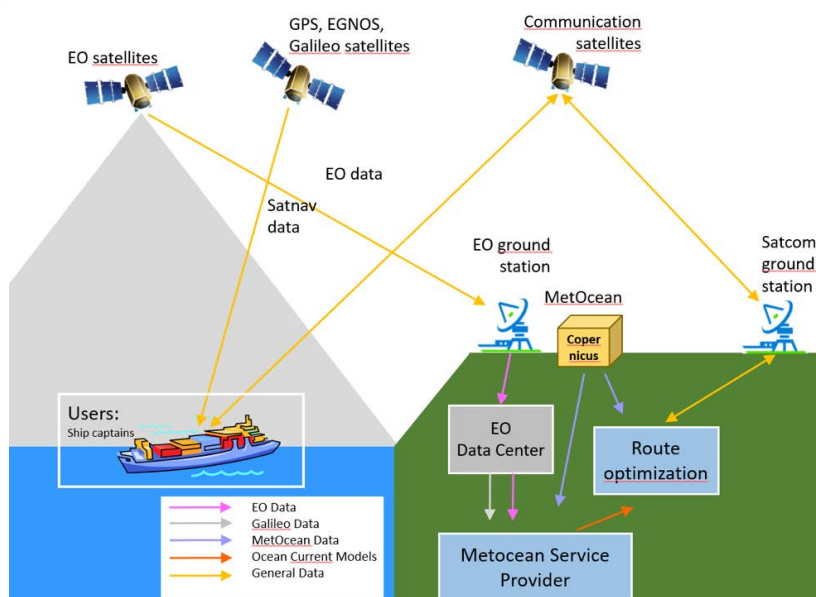 EO satellites
GPS, EGNOS,
Galileo satellites
Communication
satellites
EO data
Satnav
data
EO ground
station
MetOcean
Satcom
ground
station
Coper
nicus
Users:
Ship captains
EO
Data Center
Route
optimization
Metocean Service
Provider
EO Data
Galileo Data
MetOcean Data
Ocean Current Models
General Data